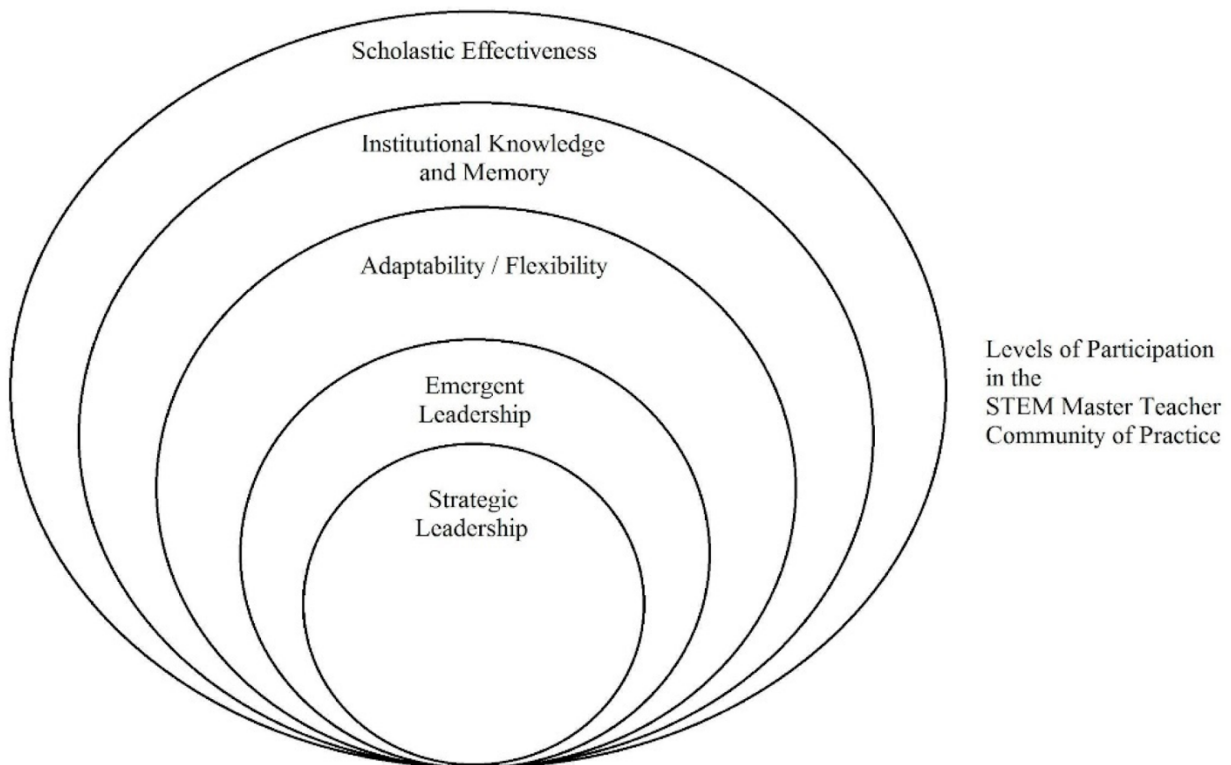 Scholastic Effectiveness
Institutional Knowledge
and Memory
Adaptability / Flexibility
Emergent
Leadership
Strategic
Leadership
Levels of Participation
in the
STEM Master Teacher
Community of Practice